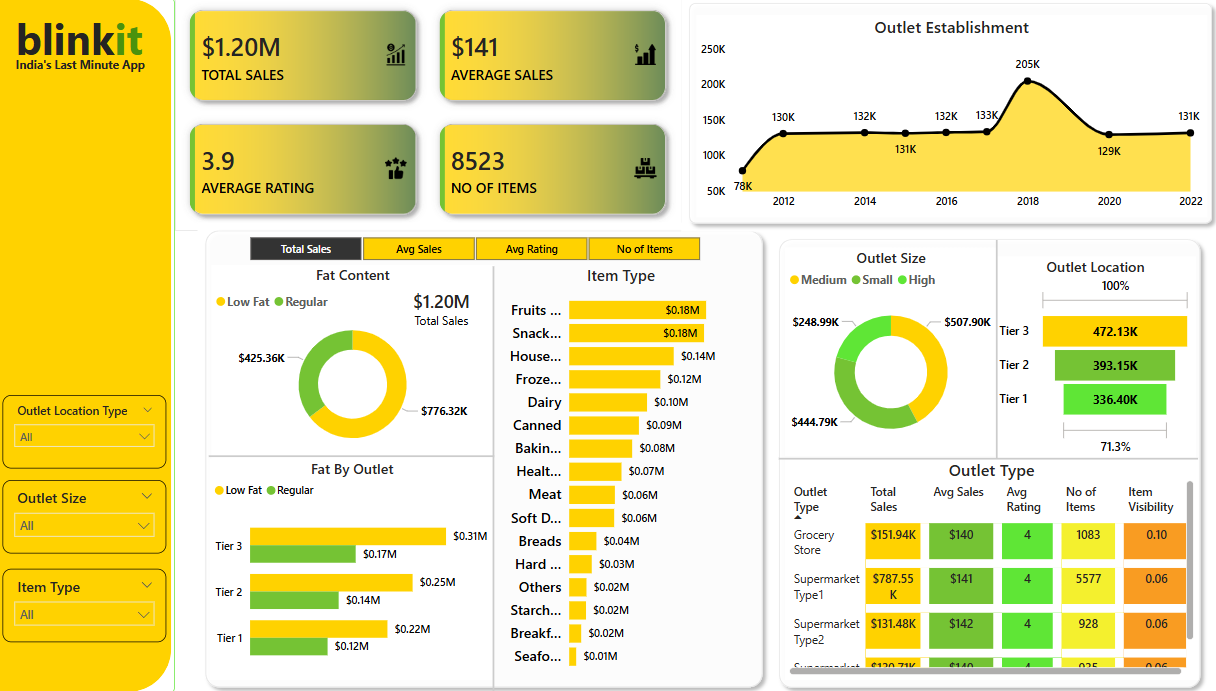 blinkit
India's Last Minute App
Outlet Location Type
All
Outlet Size
All
Item Type
All
$1.20M
TOTAL SALES
$141
AVERAGE SALES
3.9
AVERAGE RATING
8523
NO OF ITEMS
Outlet Establishment
250K
200K
150K
100K
50K
78K
130K
132K
131K
132K
133K
205K
129K
131K
2012
2014
2016
2018
2020
2022
Total Sales
Avg Sales
Avg Rating
No of Items
Fat Content
Low Fat
Regular
$1.20M
Total Sales
$425.36K
$776.32K
Fat By Outlet
Low Fat
Regular
Tier 3
$0.31M
$0.17M
Tier 2
$0.25M
$0.14M
Tier 1
$0.22M
$0.12M
Item Type
Fruits ... $0.18M
Snack... $0.18M
House... $0.14M
Froze... $0.12M
Dairy $0.10M
Canned $0.09M
Bakin... $0.08M
Healt... $0.07M
Meat $0.06M
Soft D... $0.06M
Breads $0.04M
Hard ... $0.03M
Others $0.02M
Starch... $0.02M
Breakf... $0.02M
Seafo... $0.01M
Outlet Size
Medium Small High
$248.99K
$507.90K
$444.79K
Outlet Location
100%
Tier 3 472.13K
Tier 2 393.15K
Tier 1 336.40K
71.3%
Outlet Type
Outlet Type
Total Sales
Avg Sales
Avg Rating
No of Items
Item Visibility
Grocery Store $151.94K $140 4 1083 0.10
Supermarket Type1 $787.55K $141 4 5577 0.06
Supermarket Type2 $131.48K $142 4 928 0.06
Supermarket $130.71K $140 4 935 0.06